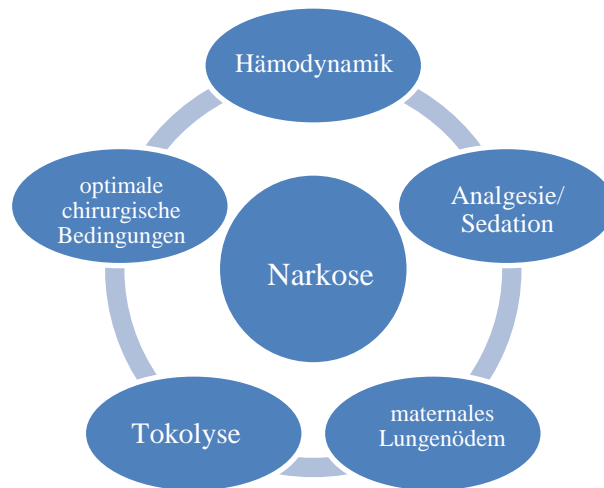 Hämodynamik
Analgesie/
Sedation
maternales
Lungenödem
Tokolyse
optimale
chirurgische
Bedingungen
Narkose